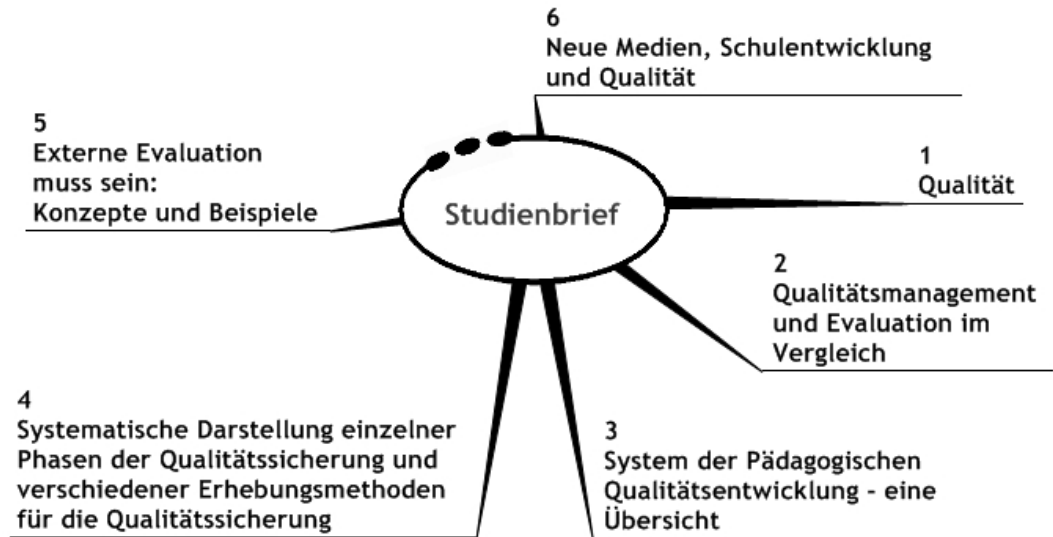 6
Neue Medien, Schulentwicklung
und Qualität
5
Externe Evaluation
muss sein:
Konzepte und Beispiele
1
Qualität
Studienbrief
2
Qualitätsmanagement
und Evaluation im
Vergleich
4
Systematische Darstellung einzelner
Phasen der Qualitätssicherung und
verschiedener Erhebungsmethoden
für die Qualitätssicherung
3
System der Pädagogischen
Qualitätsentwicklung - eine
Übersicht